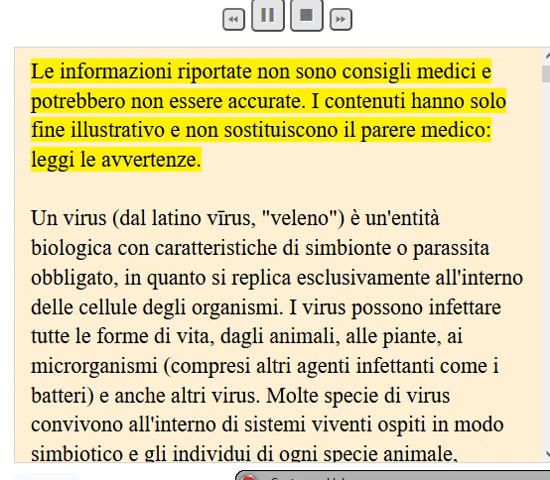 Le informazioni riportate non sono consigli medici e
potrebbero non essere accurate. I contenuti hanno solo
fine illustrativo e non sostituiscono il parere medico:
leggi le avvertenze.
Un virus (dal latino vīrus, "veleno") è un'entità
biologica con caratteristiche di simbionte o parassita
obbligato, in quanto si replica esclusivamente all'interno
delle cellule degli organismi. I virus possono infettare
tutte le forme di vita, dagli animali, alle piante, ai
microrganismi (compresi altri agenti infettanti come i
batteri) e anche altri virus. Molte specie di virus
convivono all'interno di sistemi viventi ospiti in modo
simbiotico e gli individui di ogni specie animale,